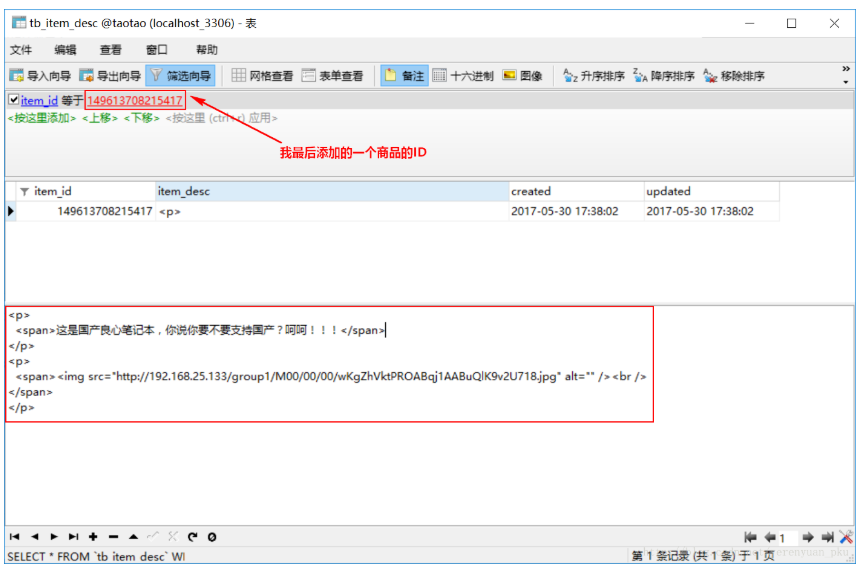 tb_item_desc @taotao (localhost_3306) - 表
文件 编辑 查看 窗口 帮助
导入向导 导出向导 筛选向导 网格查看 表单查看 备注 十六进制 图像 升序排序 降序排序 移除排序
item_id 等于 149613708215417
<按这里添加> <上移> <下移> <按这里 (ctrl+r) 应用>
我最后添加的一个商品的ID
item_id item_desc created updated
149613708215417 <p> 2017-05-30 17:38:02 2017-05-30 17:38:02
<p>
<span>这是国产良心笔记本，你说你要不要支持国产？呵呵！！！</span>
</p>
<p>
<span><img src="http://192.168.25.133/group1/M00/00/00/wKgZhVktPROABqj1AABuQlK9v2U718.jpg" alt="" /><br />
</span>
</p>
1
SELECT * FROM `tb_item_desc` WI
第 1 条记录 (共 1 条) 于 1 页